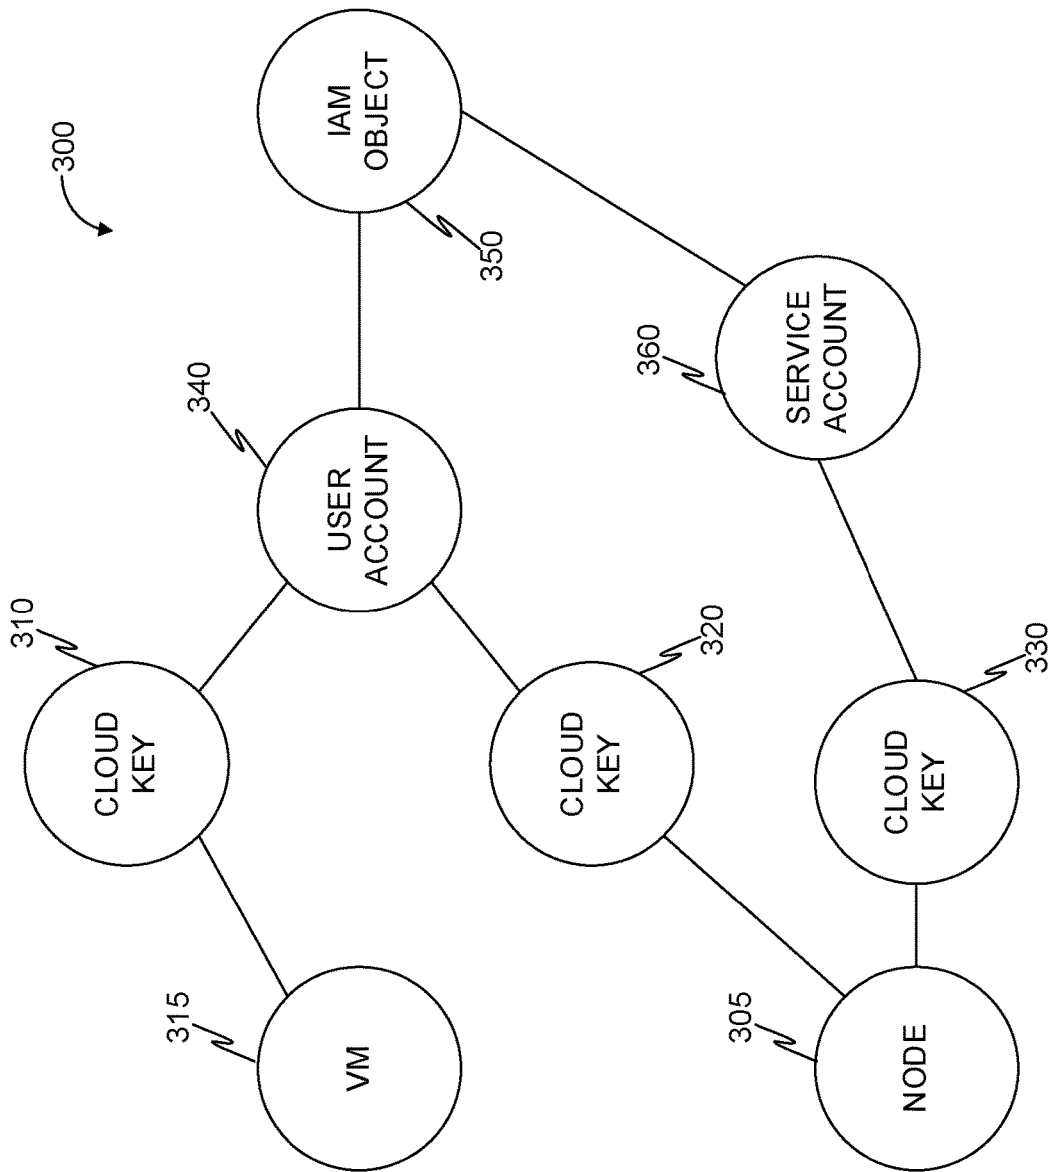 300
310
CLOUD
KEY
315
VM
340
USER
ACCOUNT
IAM
OBJECT
350
320
CLOUD
KEY
360
SERVICE
ACCOUNT
305
NODE
CLOUD
KEY
330